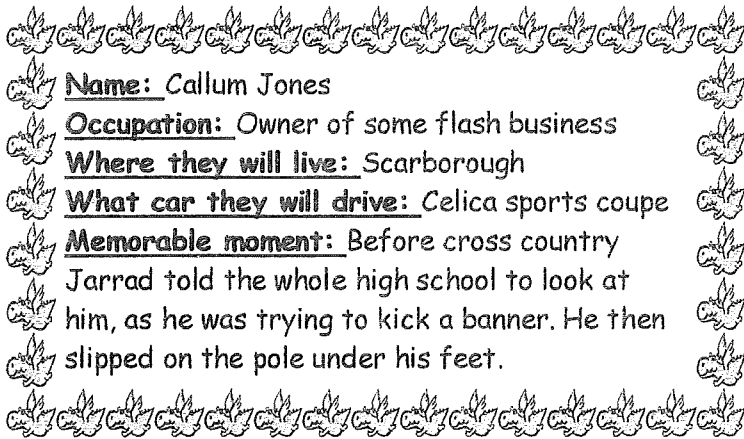 Name: Callum Jones
Occupation: Owner of some flash business
Where they will live: Scarborough
What car they will drive: Celica sports coupe
Memorable moment: Before cross country
Jarrad told the whole high school to look at
him, as he was trying to kick a banner. He then
slipped on the pole under his feet.